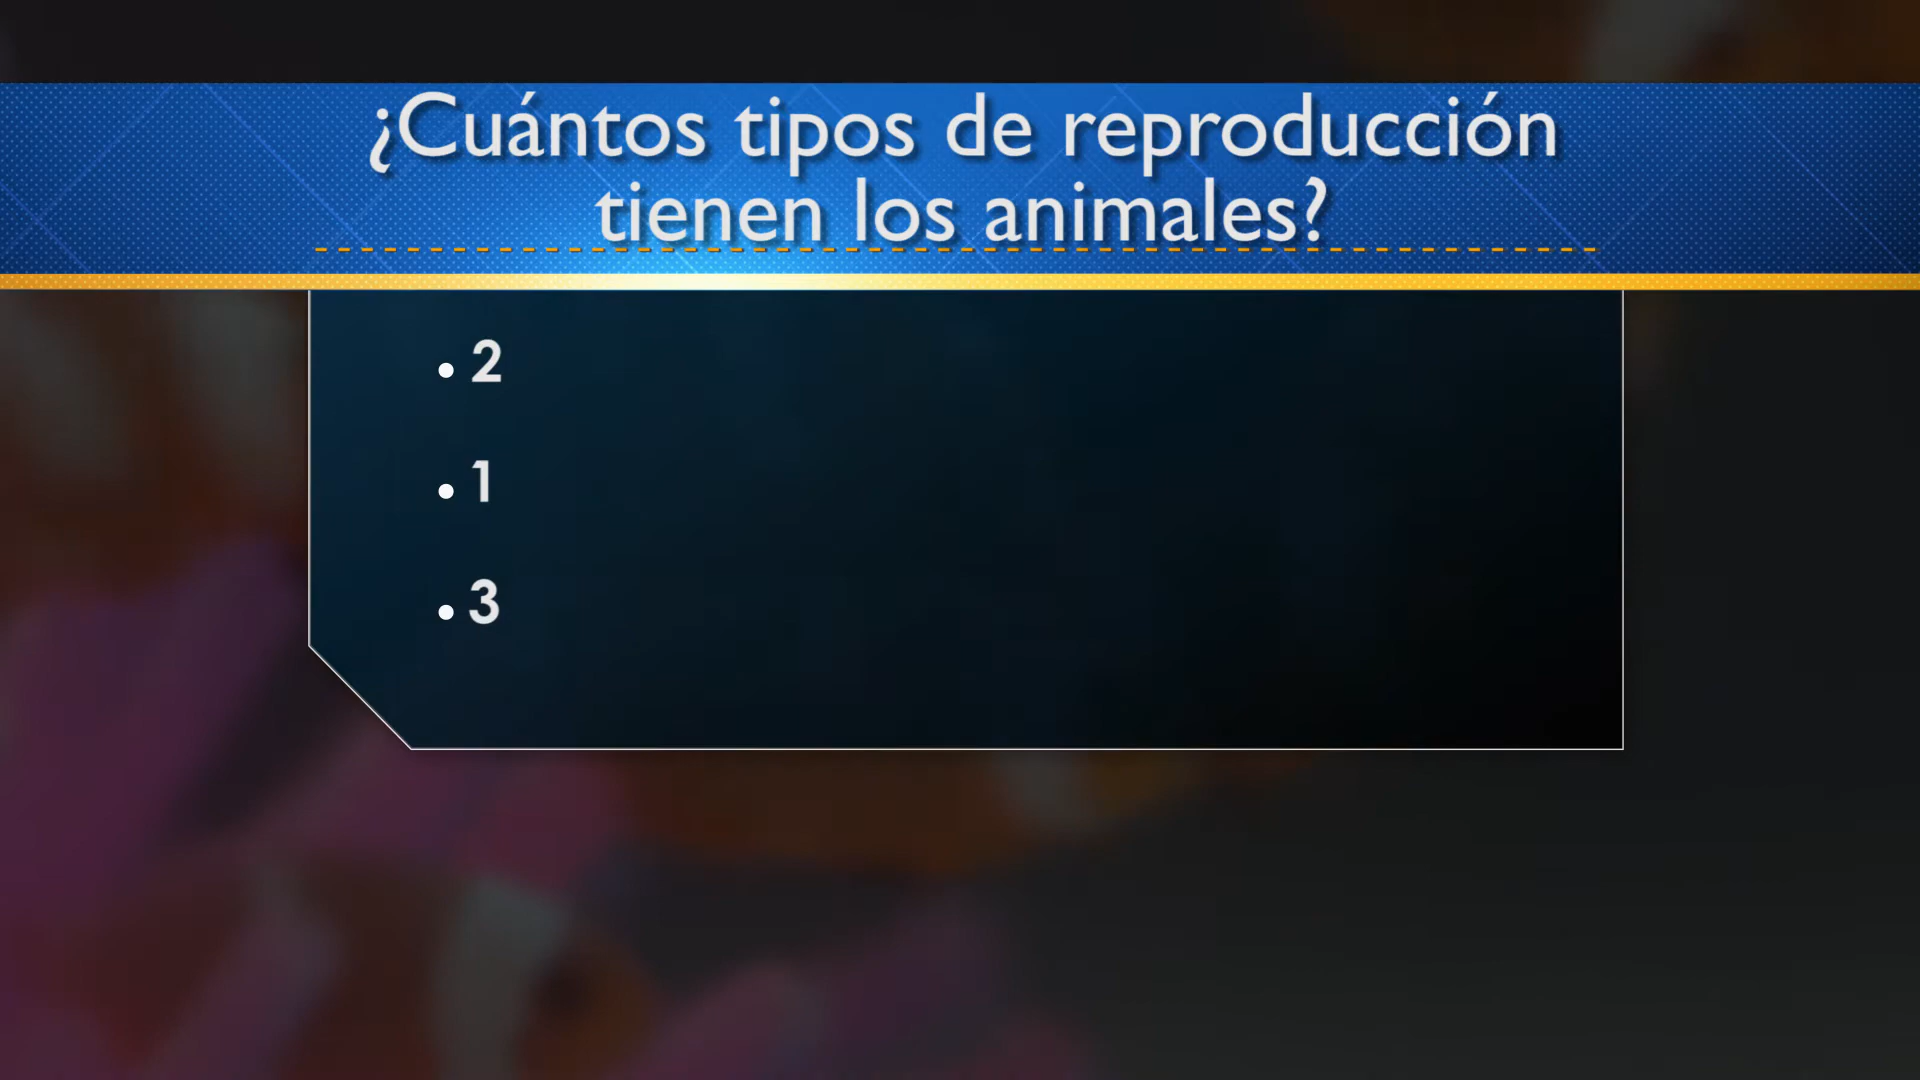 ¿Cuántos tipos de reproducción
tienen los animales?
• 2
• 1
• 3